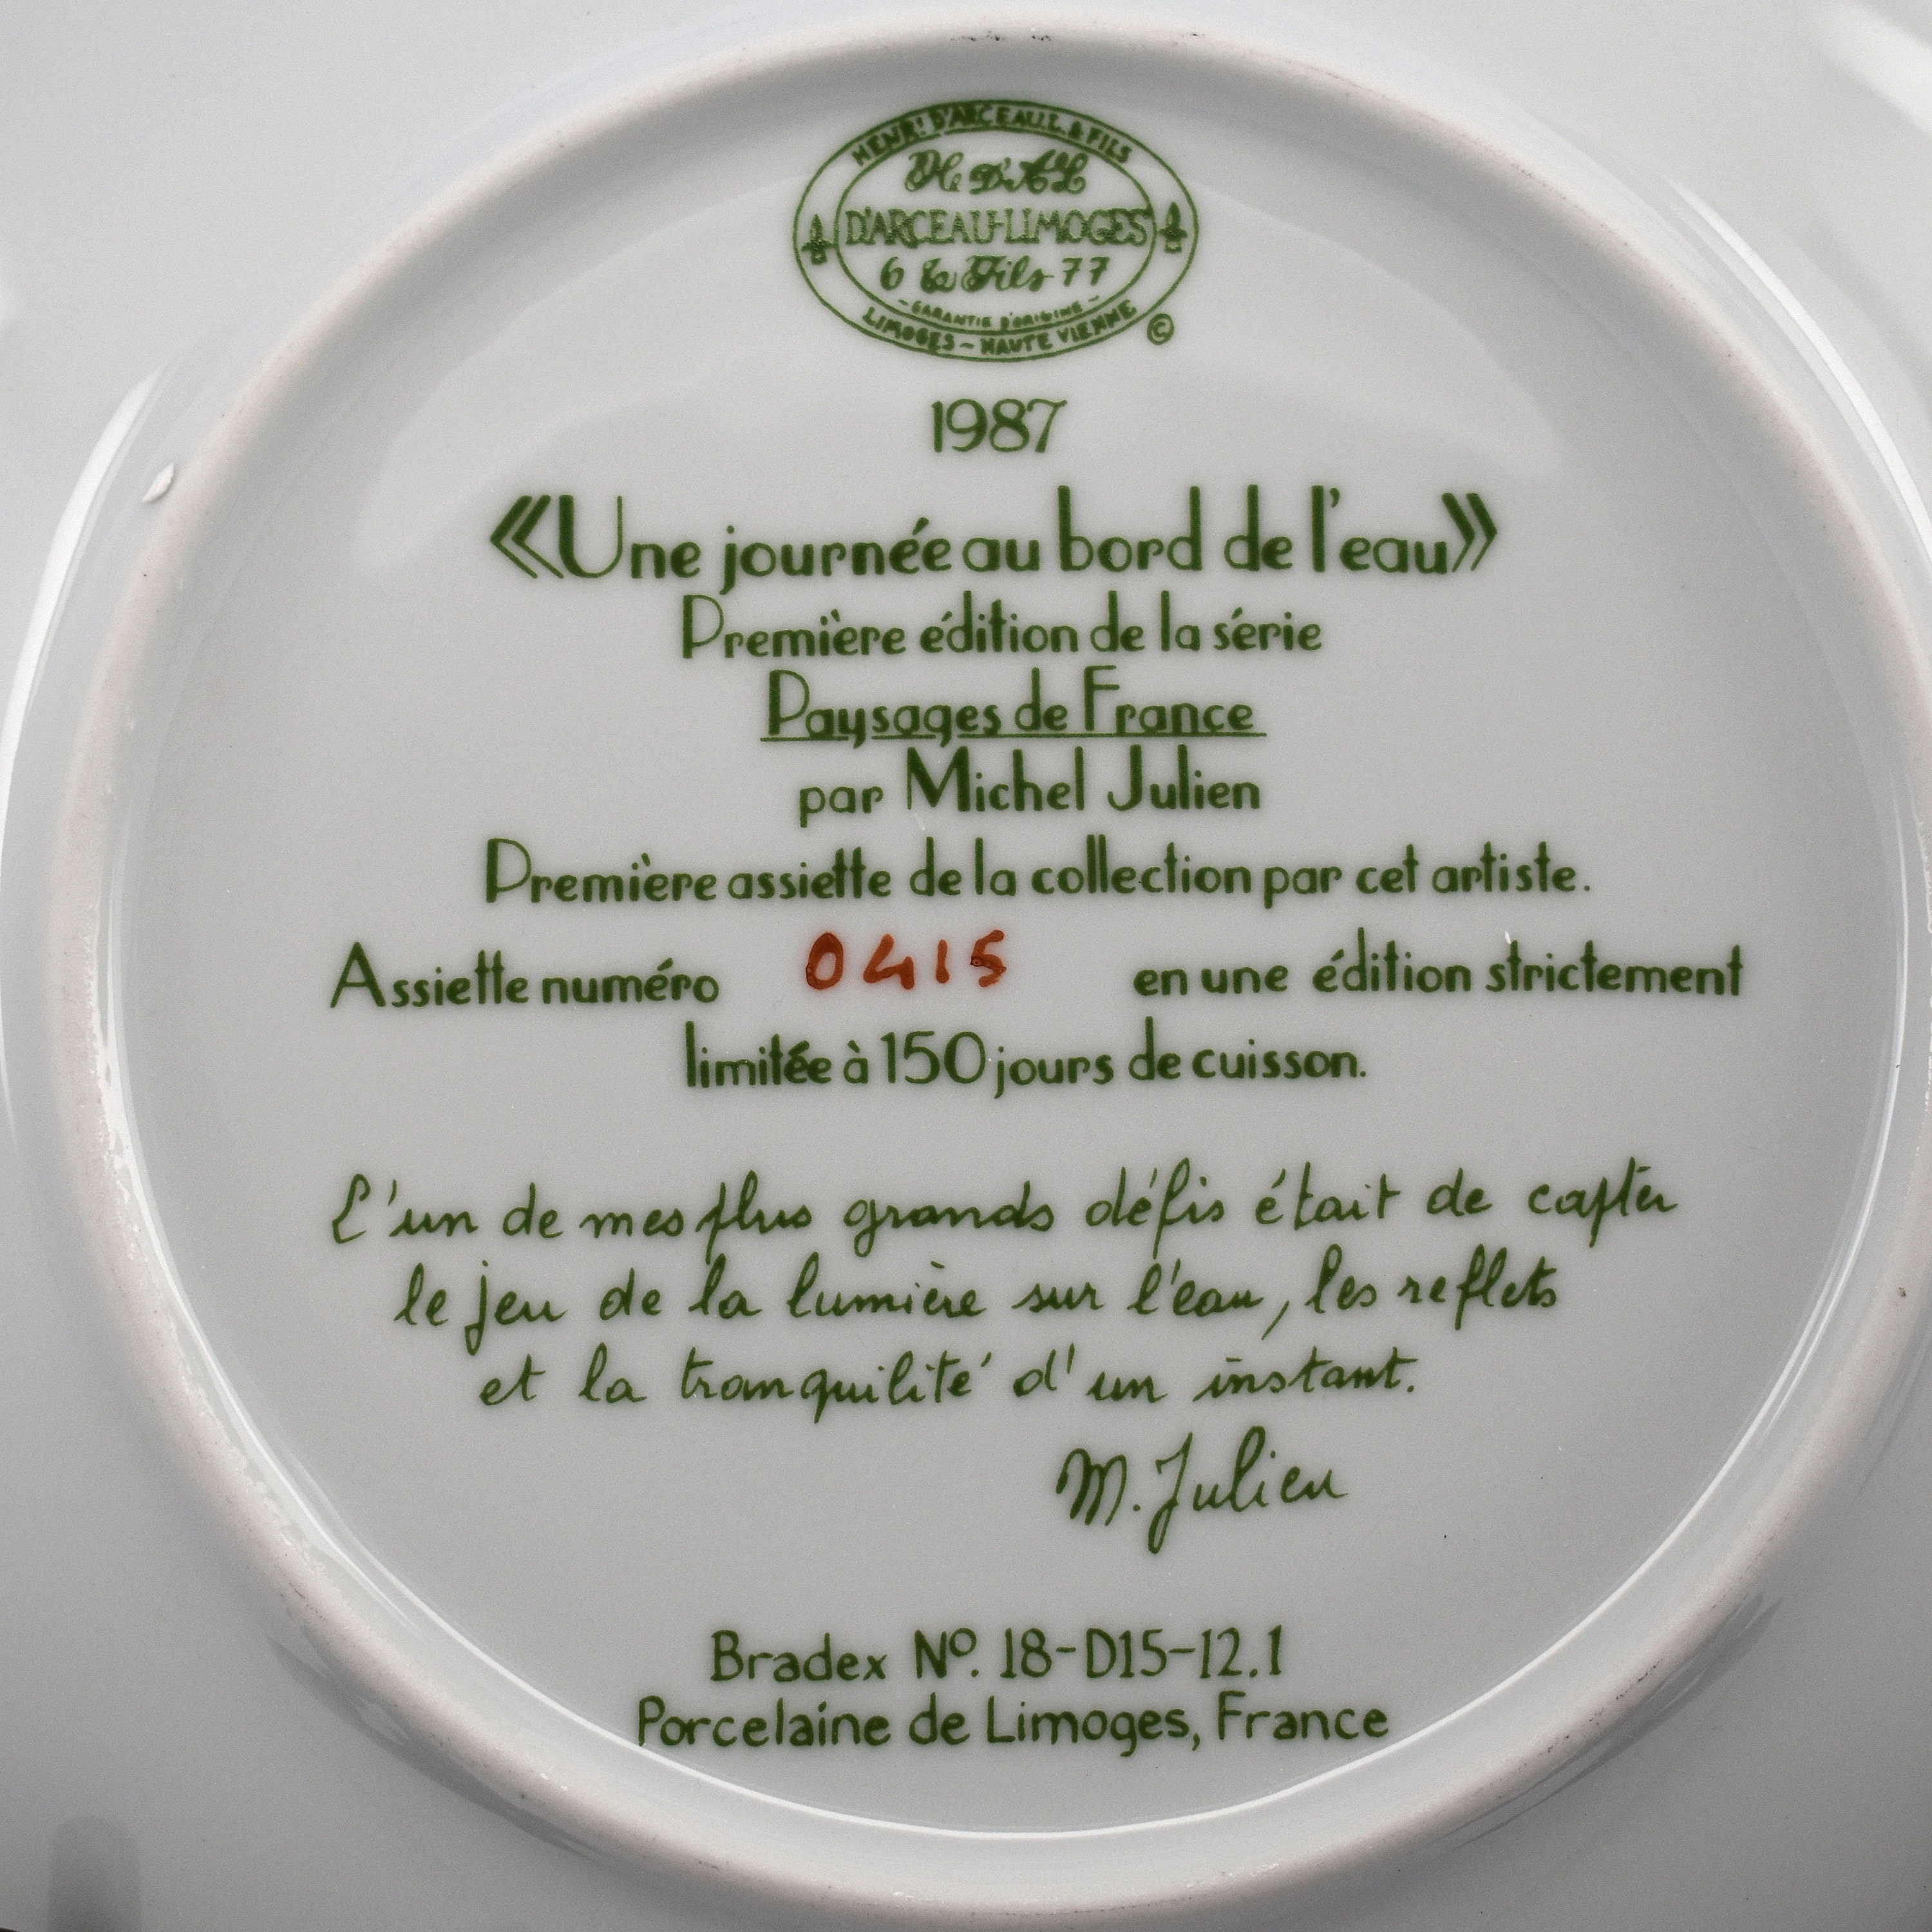 HENRI D'ARCEAU.L. & FILS
H. D'A&L
D'ARCEAU-LIMOGES
6 & Fils 77
- GARANTIE D'ORIGINE -
LIMOGES - HAUTE VIENNE ©
1987
«Une journée au bord de l'eau»
Première édition de la série
Paysages de France
par Michel Julien
Première assiette de la collection par cet artiste.
Assiette numéro 0415 en une édition strictement
limitée à 150 jours de cuisson.
L'un de mes plus grands défis était de capter
le jeu de la lumière sur l'eau, les reflets
et la tranquilité d'un instant.
M. Julien
Bradex Nº. 18-D15-12.1
Porcelaine de Limoges, France